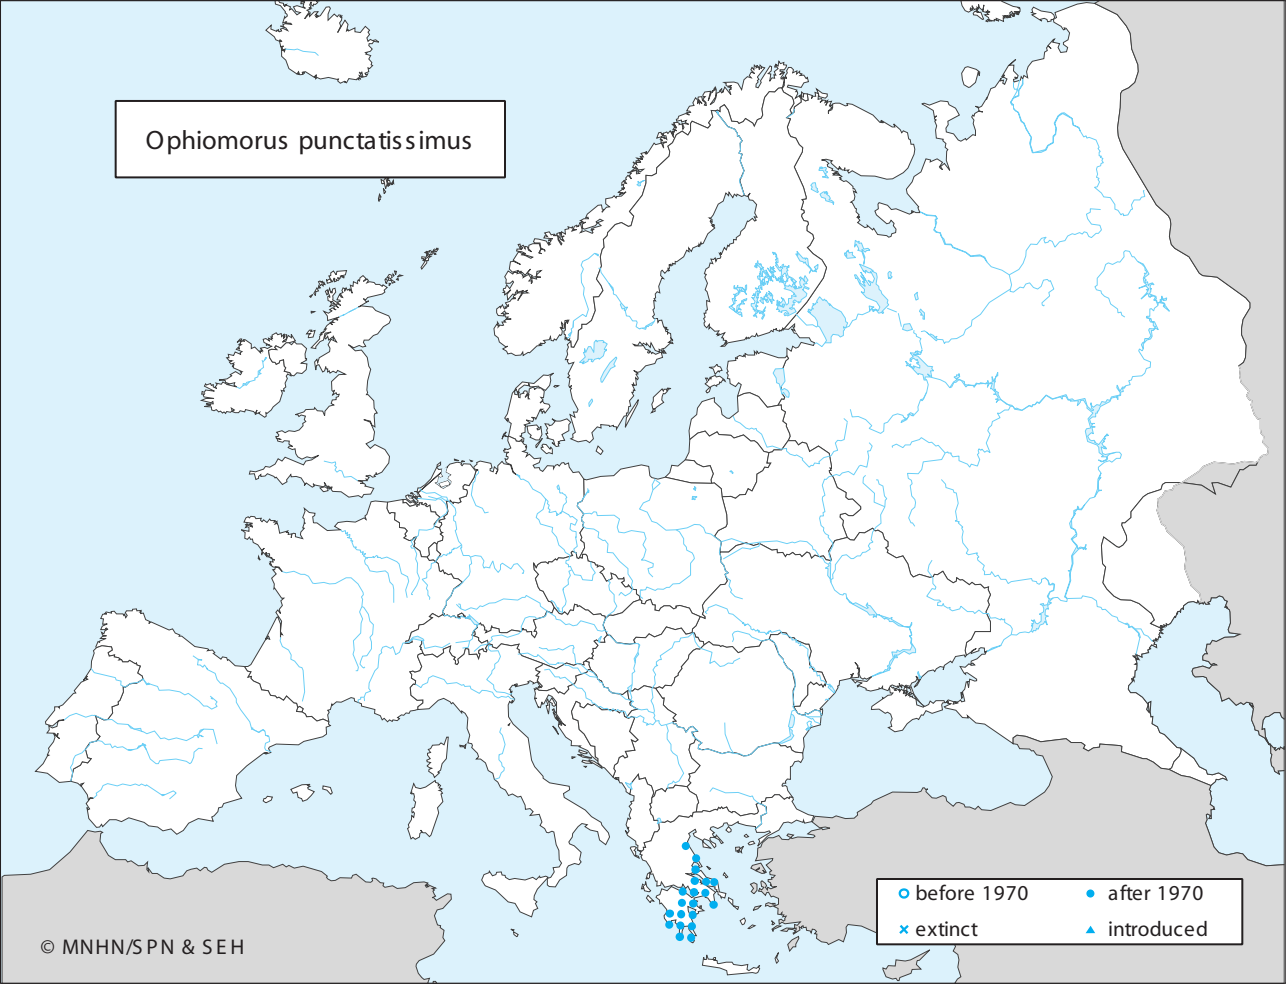 Ophiomorus punctatissimus
before 1970
after 1970
extinct
introduced
© MNHN/SPN & SEH